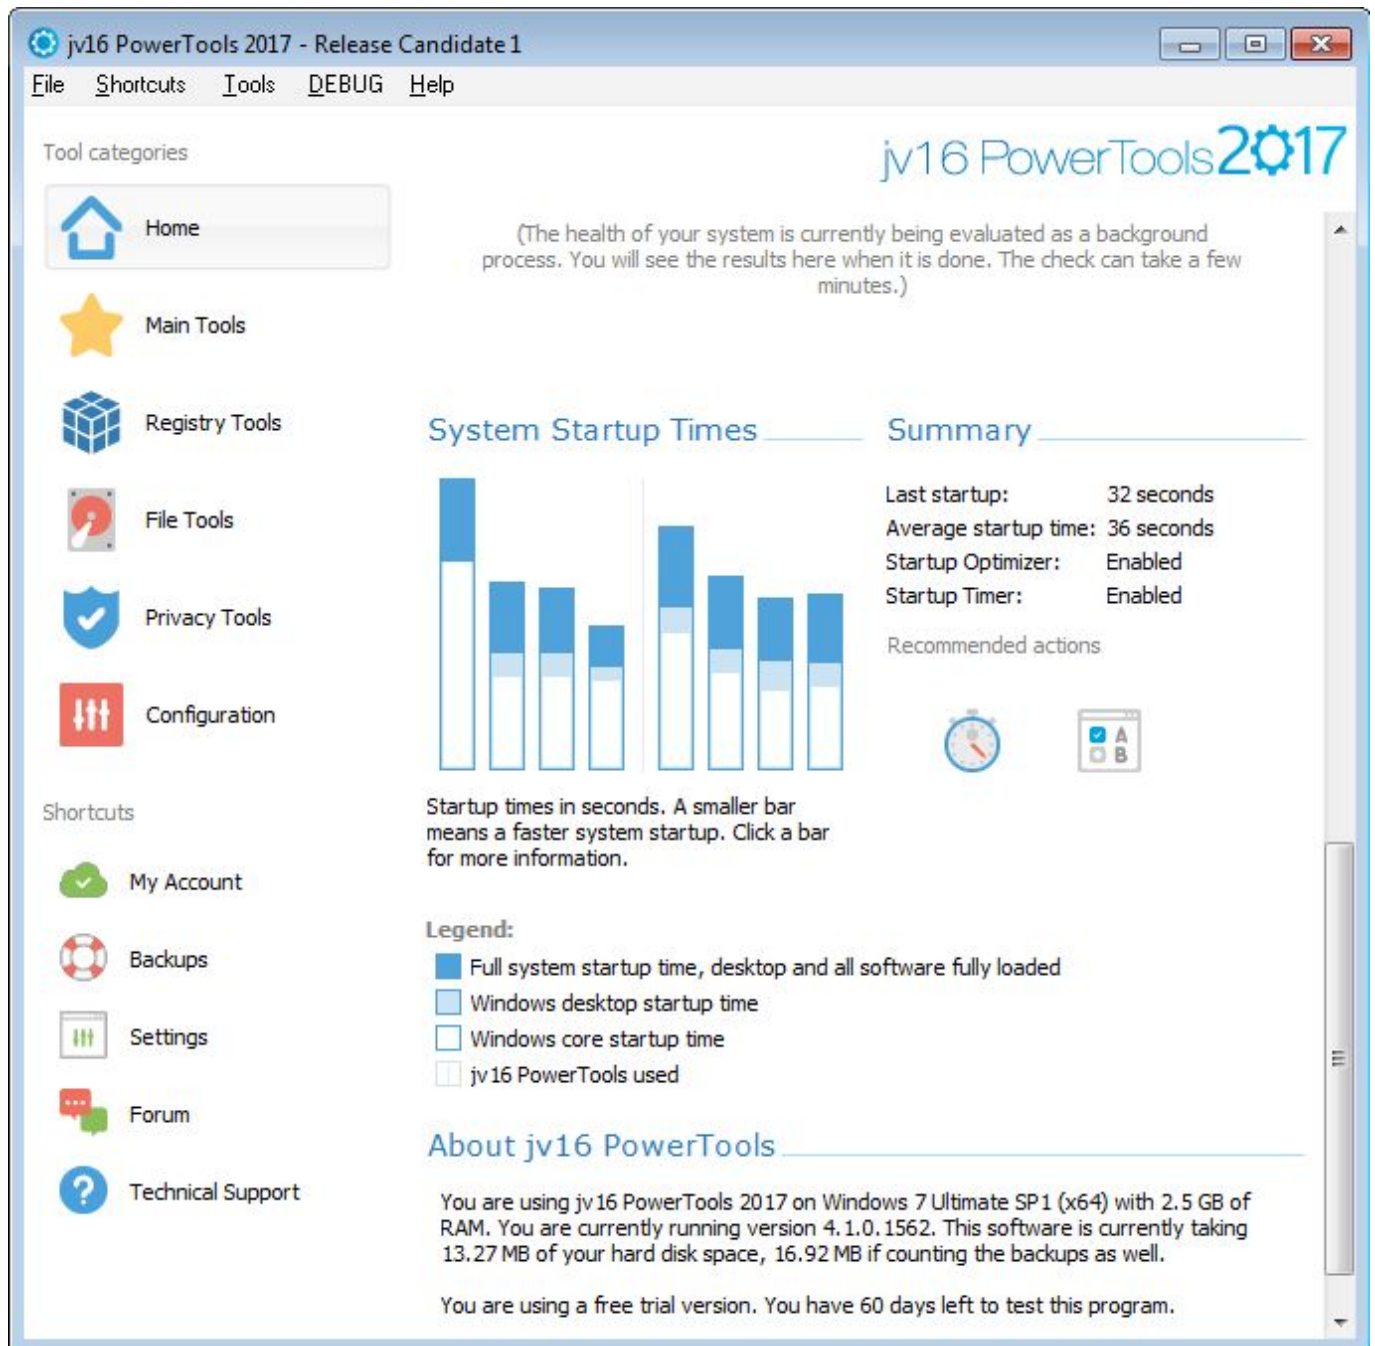 jv16 PowerTools 2017 - Release Candidate 1
File Shortcuts Tools DEBUG Help
jv16 PowerTools 2017
Tool categories
Home
Main Tools
Registry Tools
File Tools
Privacy Tools
Configuration
Shortcuts
My Account
Backups
Settings
Forum
Technical Support
(The health of your system is currently being evaluated as a background
process. You will see the results here when it is done. The check can take a few
minutes.)
System Startup Times
Startup times in seconds. A smaller bar
means a faster system startup. Click a bar
for more information.
Summary
Last startup: 32 seconds
Average startup time: 36 seconds
Startup Optimizer: Enabled
Startup Timer: Enabled
Recommended actions
A
B
Legend:
Full system startup time, desktop and all software fully loaded
Windows desktop startup time
Windows core startup time
jv16 PowerTools used
About jv16 PowerTools
You are using jv16 PowerTools 2017 on Windows 7 Ultimate SP1 (x64) with 2.5 GB of
RAM. You are currently running version 4.1.0.1562. This software is currently taking
13.27 MB of your hard disk space, 16.92 MB if counting the backups as well.
You are using a free trial version. You have 60 days left to test this program.